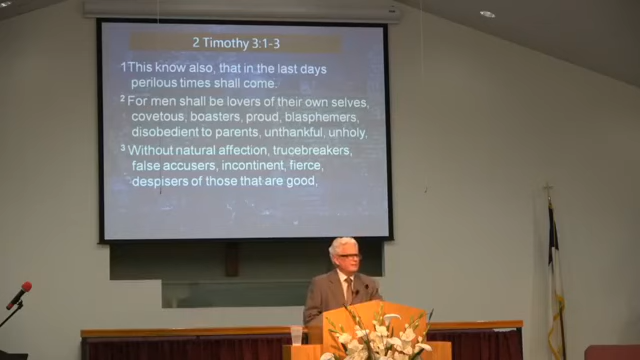 2 Timothy 3:1-3
1This know also, that in the last days
perilous times shall come.
2 For men shall be lovers of their own selves,
covetous, boasters, proud, blasphemers,
disobedient to parents, unthankful, unholy,
3 Without natural affection, trucebreakers,
false accusers, incontinent, fierce,
despisers of those that are good,